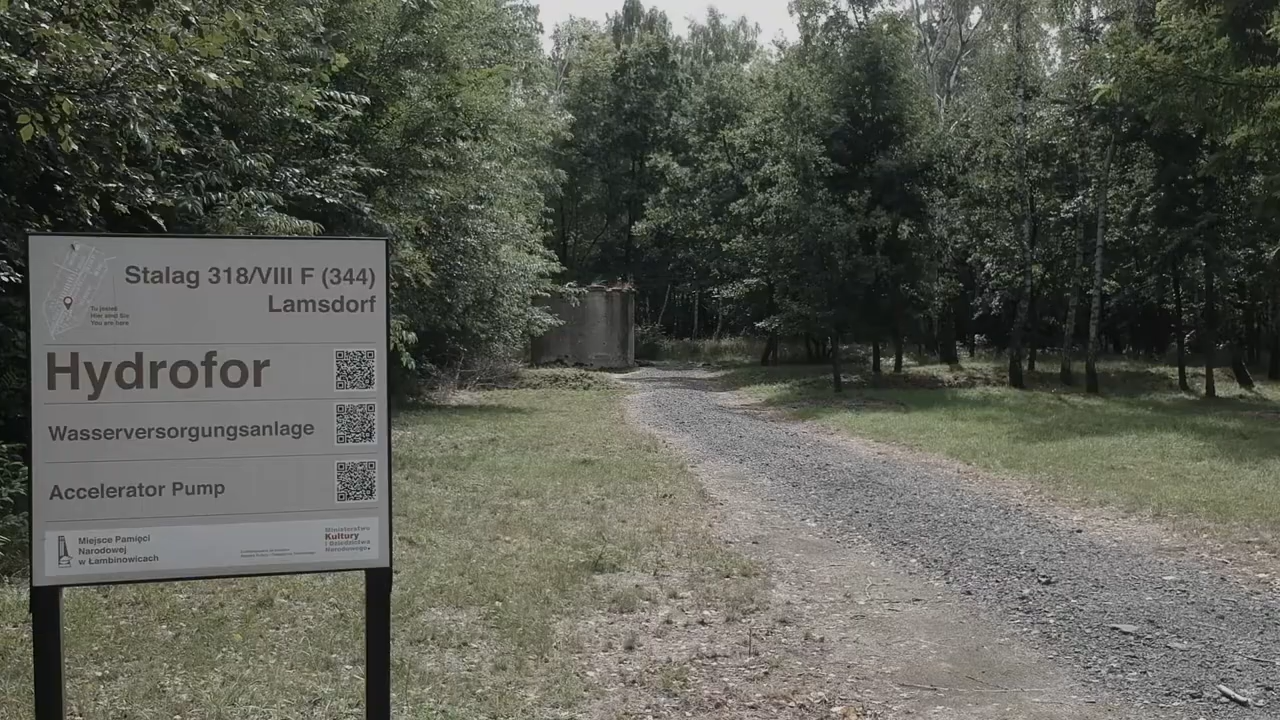 Stalag 318/VIII F (344)
Lamsdorf
Tu jesteś
Hier sind Sie
You are here
Hydrofor
Wasserversorgungsanlage
Accelerator Pump
Miejsce Pamięci
Narodowej
w Łambinowicach
Ministerstwo
Kultury
i Dziedzictwa
Narodowego.